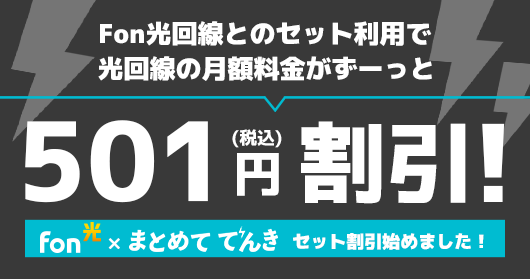 Fon光回線とのセット利用で
光回線の月額料金がずーっと
501円(税込)割引!
fon光×まとめてでんき セット割引始めました!